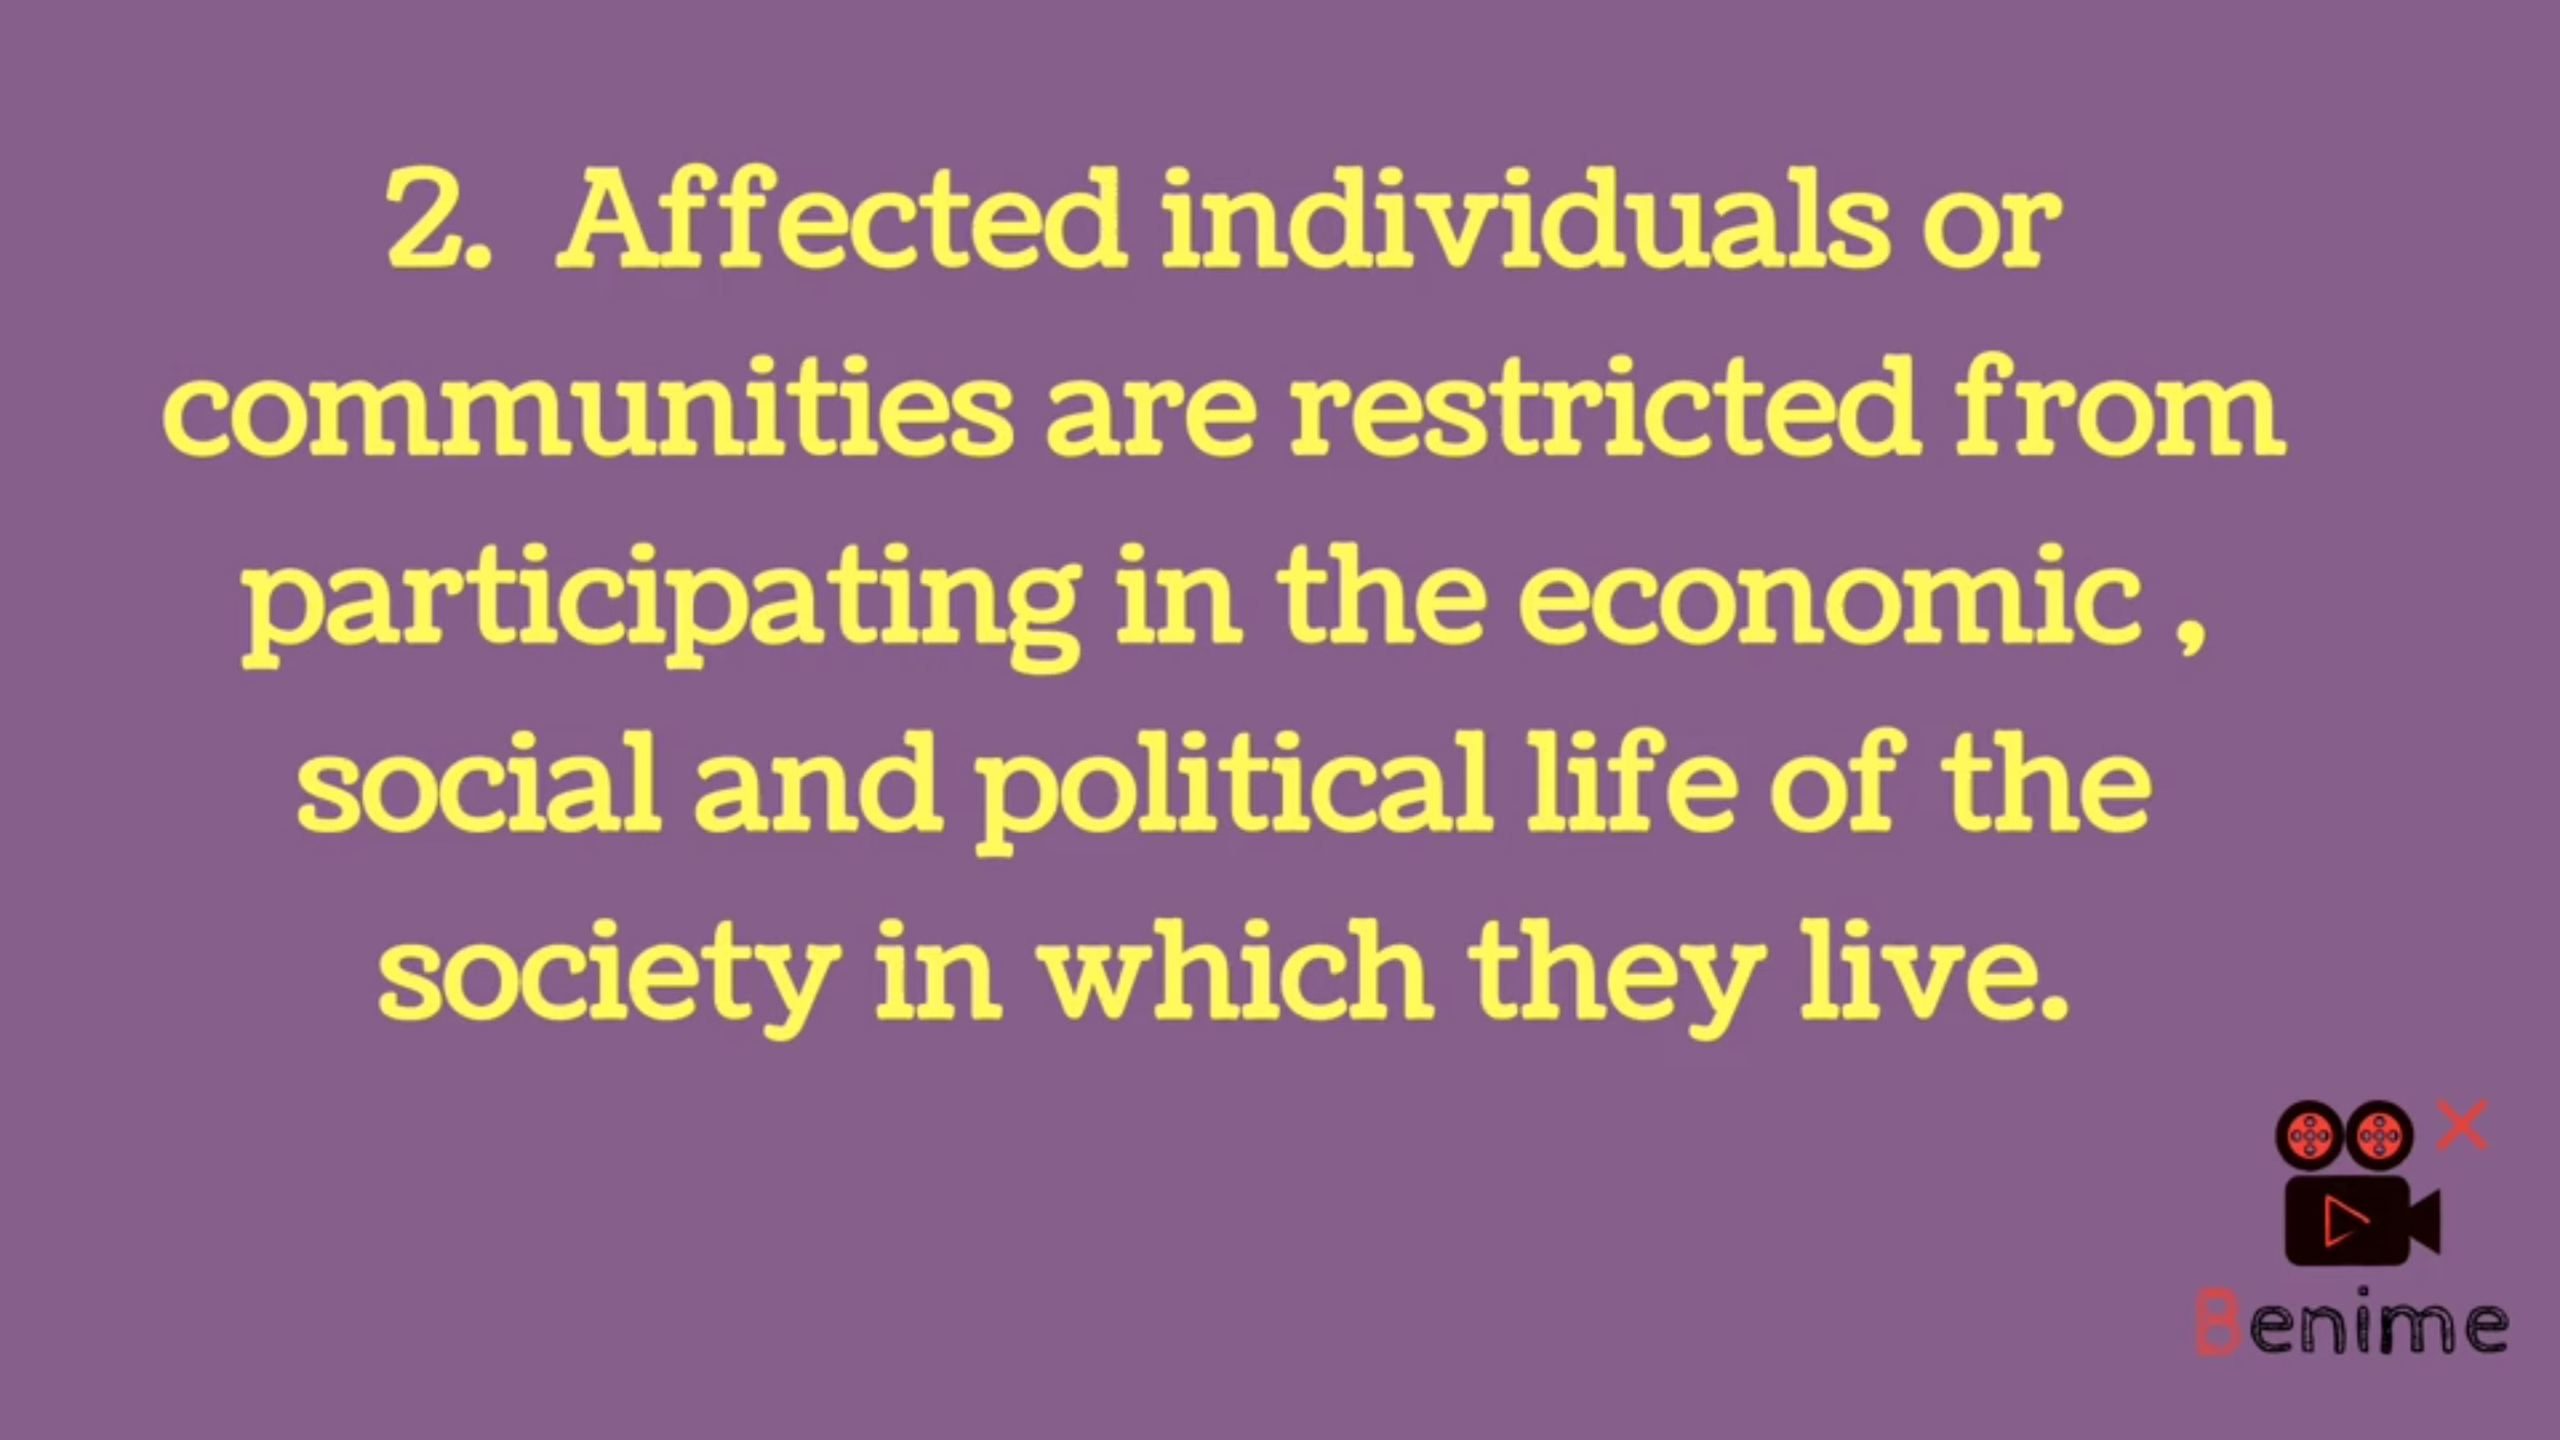 2. Affected individuals or
communities are restricted from
participating in the economic ,
social and political life of the
society in which they live.
Benime